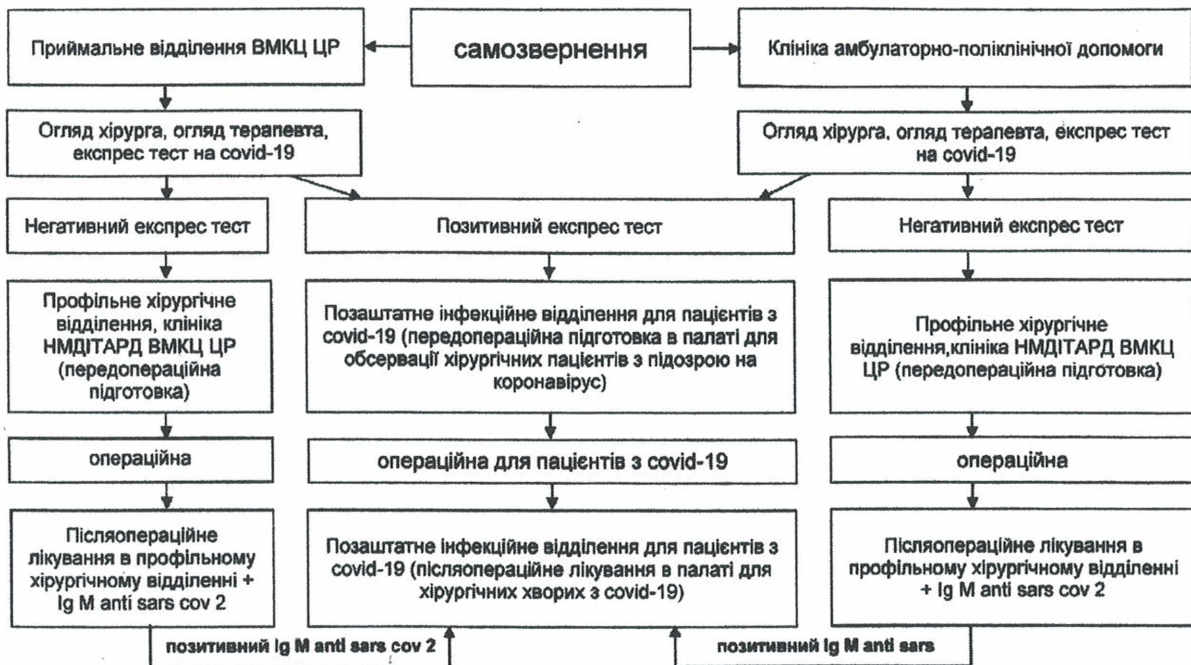 Приймальне відділення ВМКЦ ЦР
самозвернення
Клініка амбулаторно-поліклінічної допомоги
Огляд хірурга, огляд терапевта,
експрес тест на covid-19
Огляд хірурга, огляд терапевта, експрес тест
на covid-19
Негативний експрес тест
Позитивний експрес тест
Негативний експрес тест
Профільне хірургічне
відділення, клініка
НМДІТАРД ВМКЦ ЦР
(передопераційна
підготовка)
Позаштатне інфекційне відділення для пацієнтів з
covid-19 (передопераційна підготовка в палаті для
обсервації хірургічних пацієнтів з підозрою на
коронавірус)
Профільне хірургічне
відділення,клініка НМДІТАРД ВМКЦ
ЦР (передопераційна підготовка)
операційна
операційна для пацієнтів з covid-19
операційна
Післяопераційне
лікування в профільному
хірургічному відділенні +
Ig M anti sars cov 2
Позаштатне інфекційне відділення для пацієнтів з
covid-19 (післяопераційне лікування в палаті для
хірургічних хворих з covid-19)
Післяопераційне лікування в
профільному хірургічному відділенні
+ Ig M anti sars cov 2
позитивний Ig M anti sars cov 2
позитивний Ig M anti sars